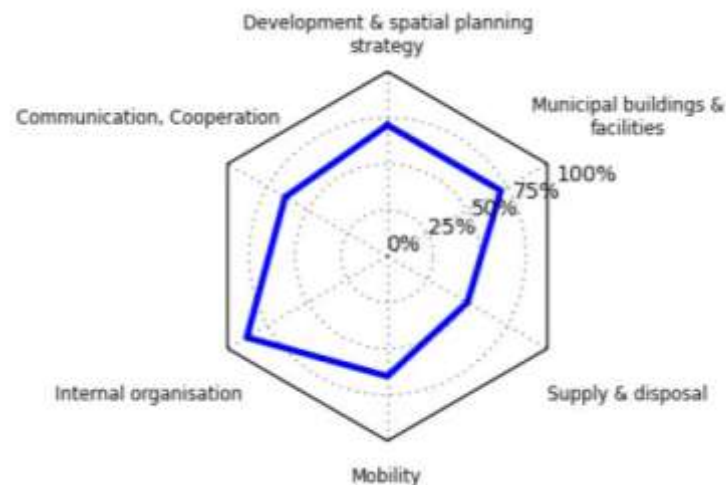 Development & spatial planning
strategy
Communication, Cooperation
Municipal buildings &
facilities
100%
75%
50%
25%
0%
Internal organisation
Supply & disposal
Mobility